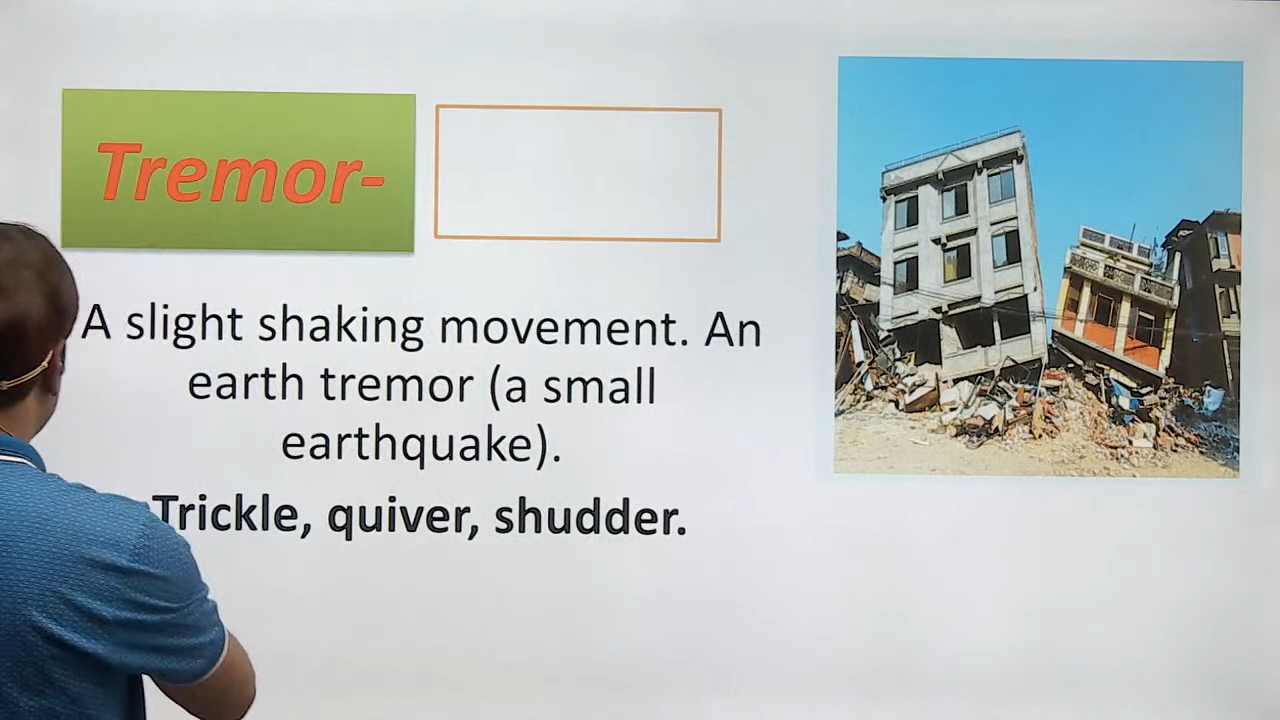 Tremor-
A slight shaking movement. An
earth tremor (a small
earthquake).
Trickle, quiver, shudder.